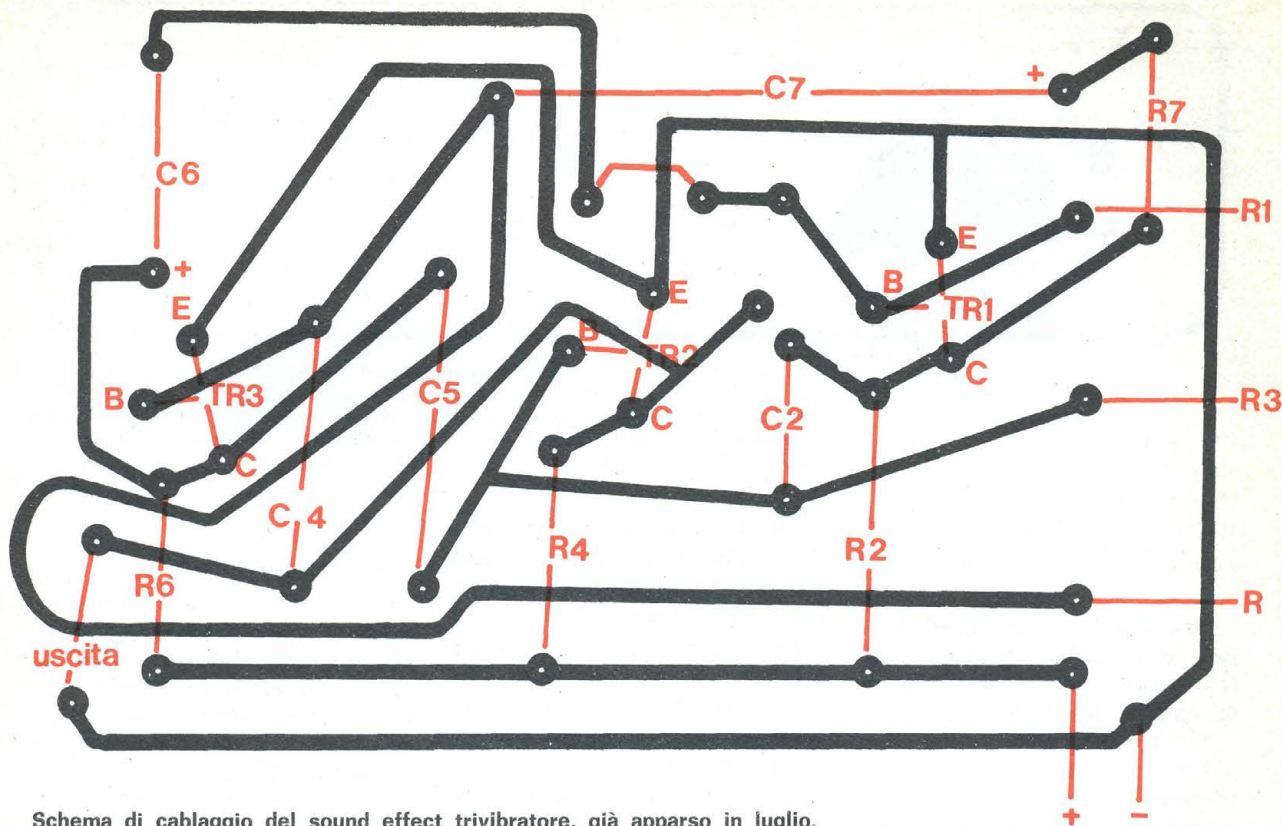 C7
+
R7
C6
R1
+
E
E
B
TR1
E
B
TR2
C
B
TR3
C5
C2
R3
C
C
C,4
R4
R2
R6
R
uscita
+
-
Schema di cablaggio del sound effect trivibratore, già apparso in luglio.